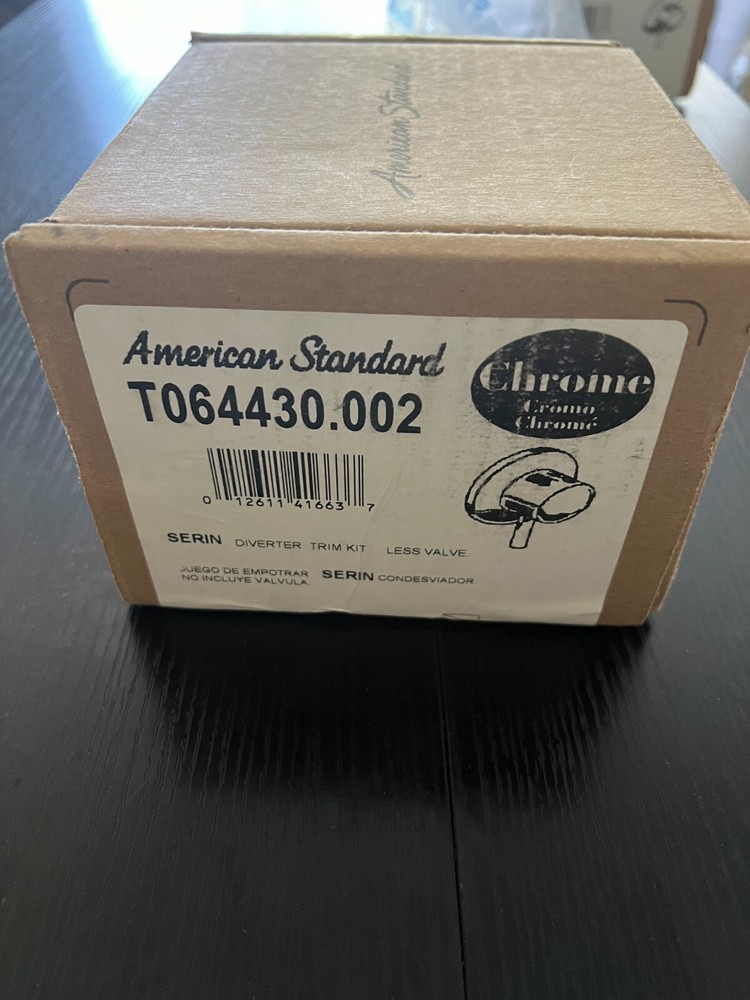 American Standard
American Standard
T064430.002
Chrome
Cromo
Chromé
0 12611 41663 7
SERIN DIVERTER TRIM KIT LESS VALVE
JUEGO DE EMPOTRAR SERIN CONDESVIADOR
NO INCLUYE VALVULA